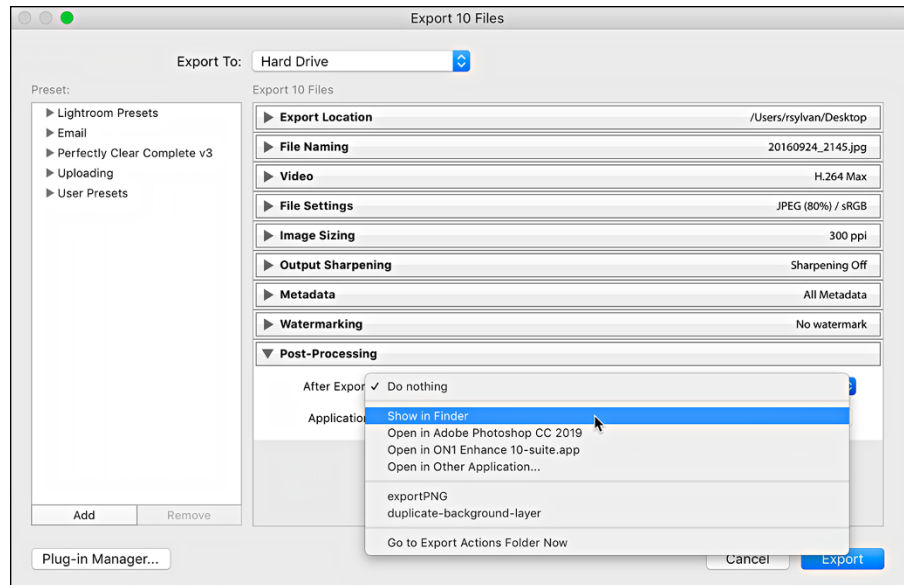 Export 10 Files
Export To: Hard Drive
Preset:
Export 10 Files
Lightroom Presets
Email
Perfectly Clear Complete v3
Uploading
User Presets
Export Location /Users/rsylvan/Desktop
File Naming 20160924_2145.jpg
Video H.264 Max
File Settings JPEG (80%) / sRGB
Image Sizing 300 ppi
Output Sharpening Sharpening Off
Metadata All Metadata
Watermarking No watermark
Post-Processing
After Expor ✓ Do nothing
Applicatio Show in Finder
Open in Adobe Photoshop CC 2019
Open in ON1 Enhance 10-suite.app
Open in Other Application...
exportPNG
duplicate-background-layer
Go to Export Actions Folder Now
Add Remove
Plug-in Manager... Cancel Export